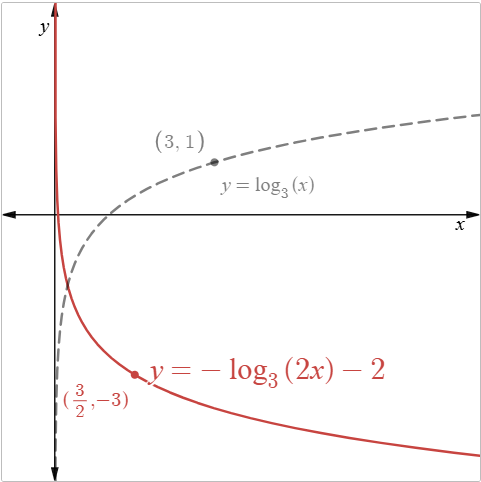 y
(3, 1)
y = log₃(x)
x
y = −log₃(2x) − 2
(3/2, −3)